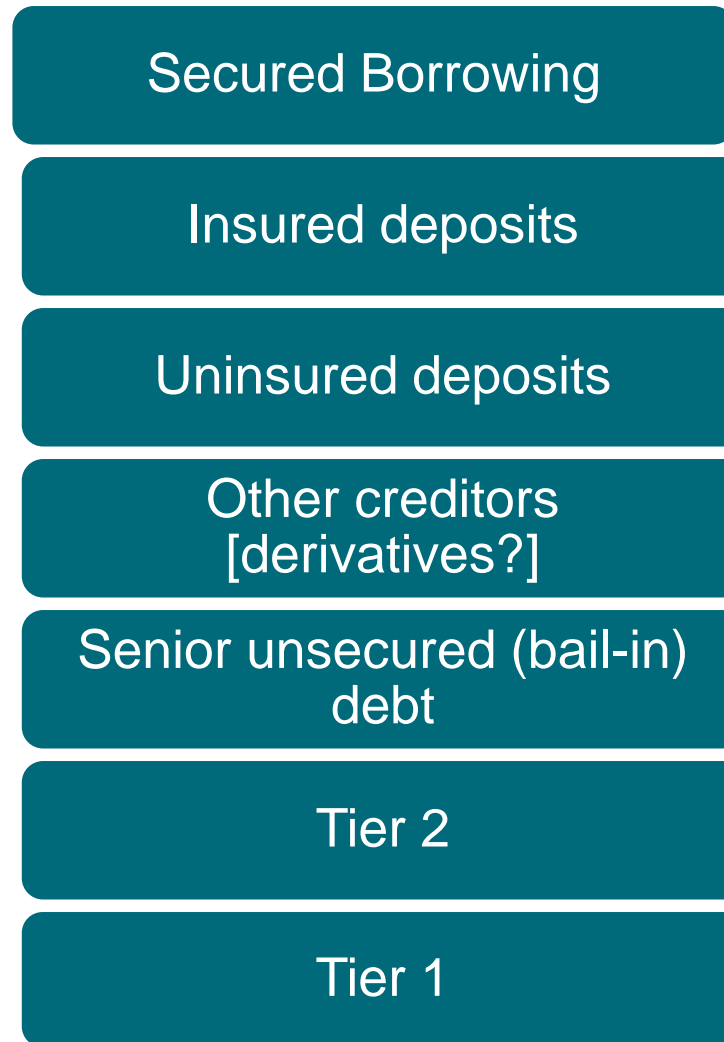 Secured Borrowing
Insured deposits
Uninsured deposits
Other creditors
[derivatives?]
Senior unsecured (bail-in)
debt
Tier 2
Tier 1